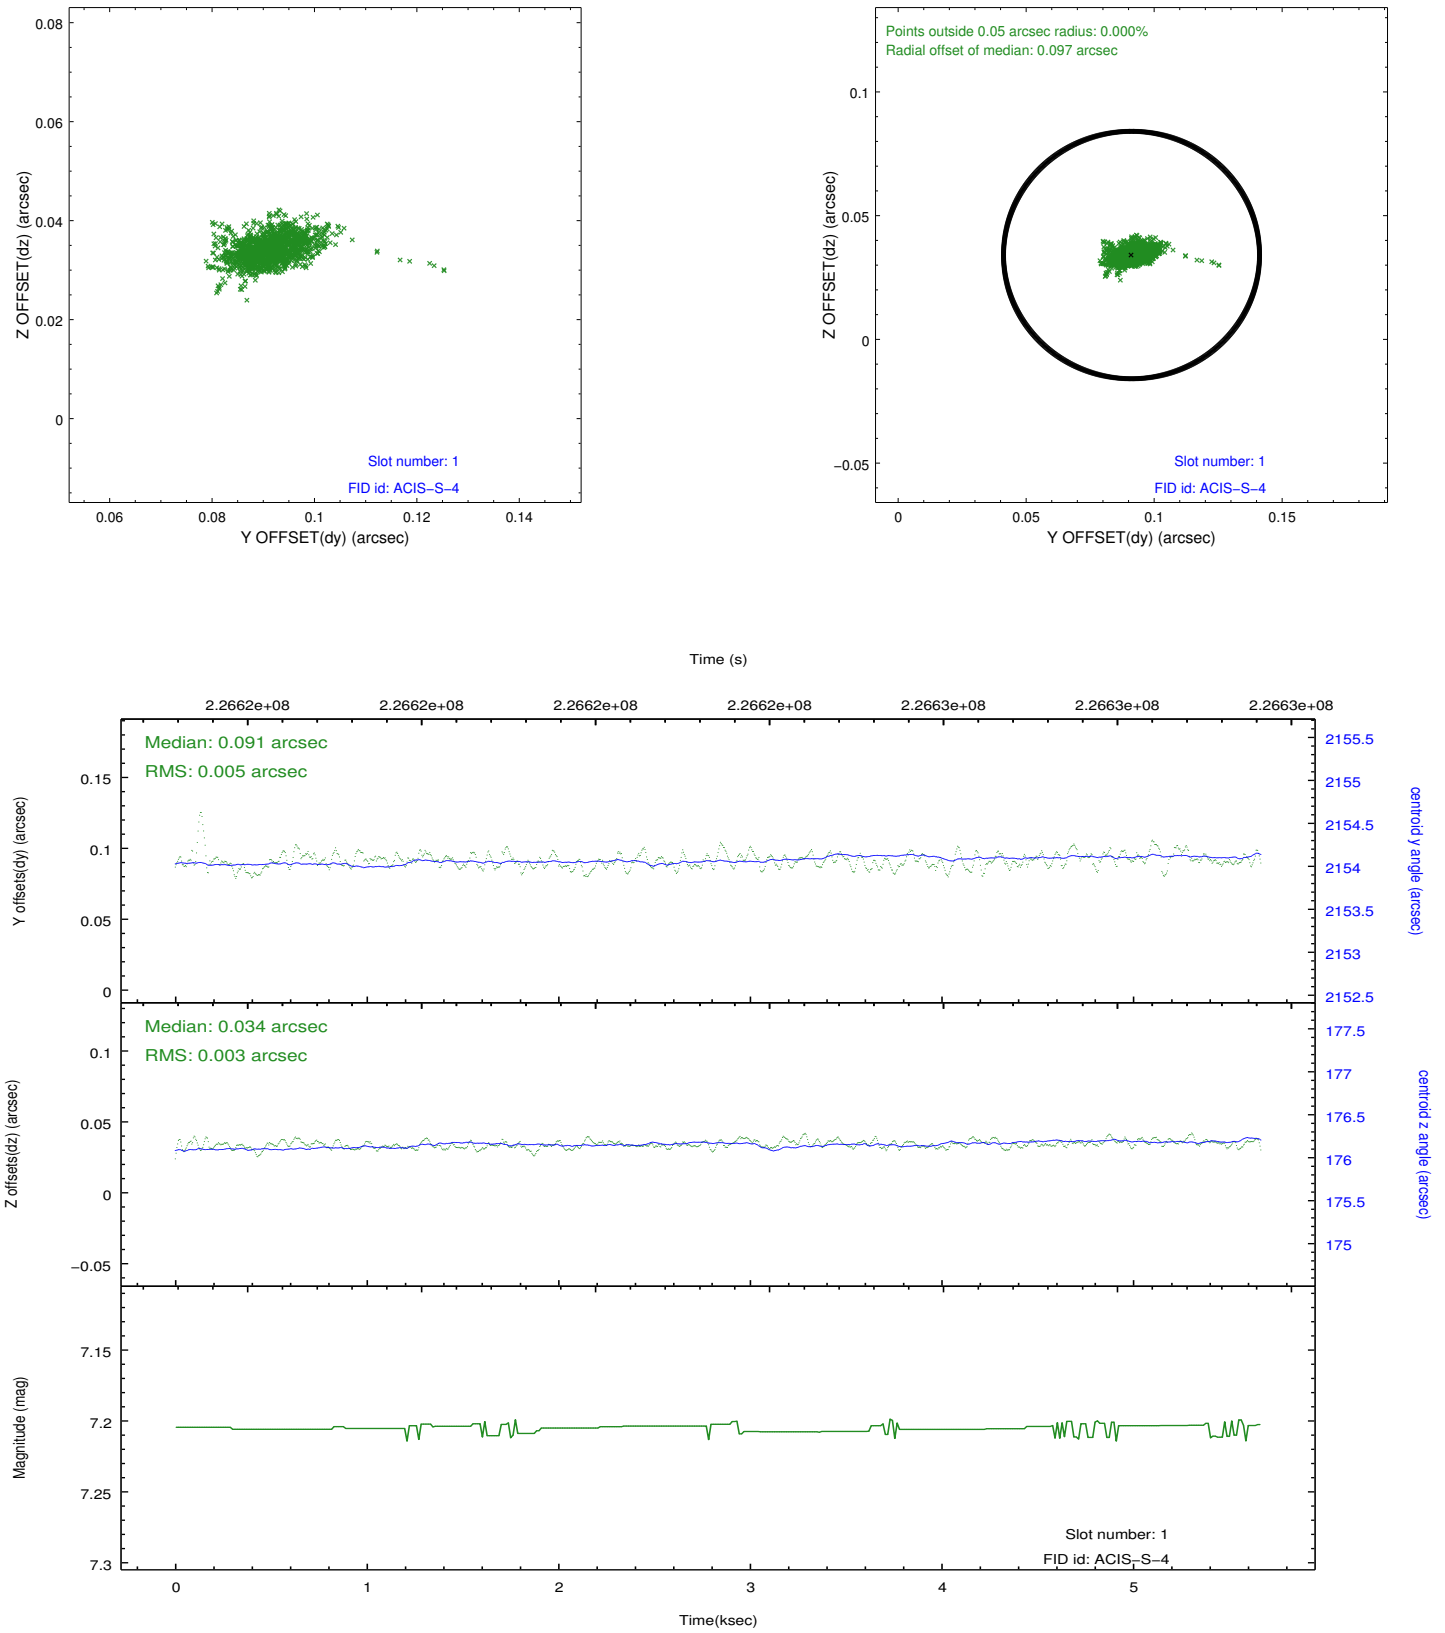 0.08
0.06
0.04
0.02
0
Z OFFSET(dz) (arcsec)
Slot number: 1
FID id: ACIS−S−4
0.06 0.08 0.1 0.12 0.14
Y OFFSET(dy) (arcsec)
Points outside 0.05 arcsec radius: 0.000%
Radial offset of median: 0.097 arcsec
0.1
0.05
0
−0.05
Z OFFSET(dz) (arcsec)
Slot number: 1
FID id: ACIS−S−4
0 0.05 0.1 0.15
Y OFFSET(dy) (arcsec)
Time (s)
2.2662e+08 2.2662e+08 2.2662e+08 2.2662e+08 2.2663e+08 2.2663e+08 2.2663e+08
Median: 0.091 arcsec
RMS: 0.005 arcsec
0.15
0.1
0.05
0
Y offsets(dy) (arcsec)
2155.5
2155
2154.5
2154
2153.5
2153
2152.5
centroid y angle (arcsec)
Median: 0.034 arcsec
RMS: 0.003 arcsec
0.1
0.05
0
−0.05
Z offsets(dz) (arcsec)
177.5
177
176.5
176
175.5
175
centroid z angle (arcsec)
7.15
7.2
7.25
7.3
Magnitude (mag)
Slot number: 1
FID id: ACIS−S−4
0 1 2 3 4 5
Time(ksec)